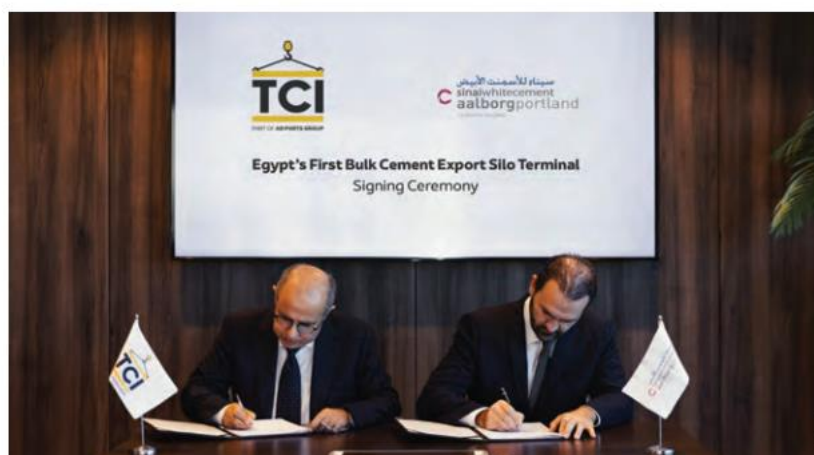 TCI
PART OF AD PORTS GROUP
سيناء للأسمنت الأبيض
sinaiwhitecement
aalborgportland
Egypt's First Bulk Cement Export Silo Terminal
Signing Ceremony
TCI